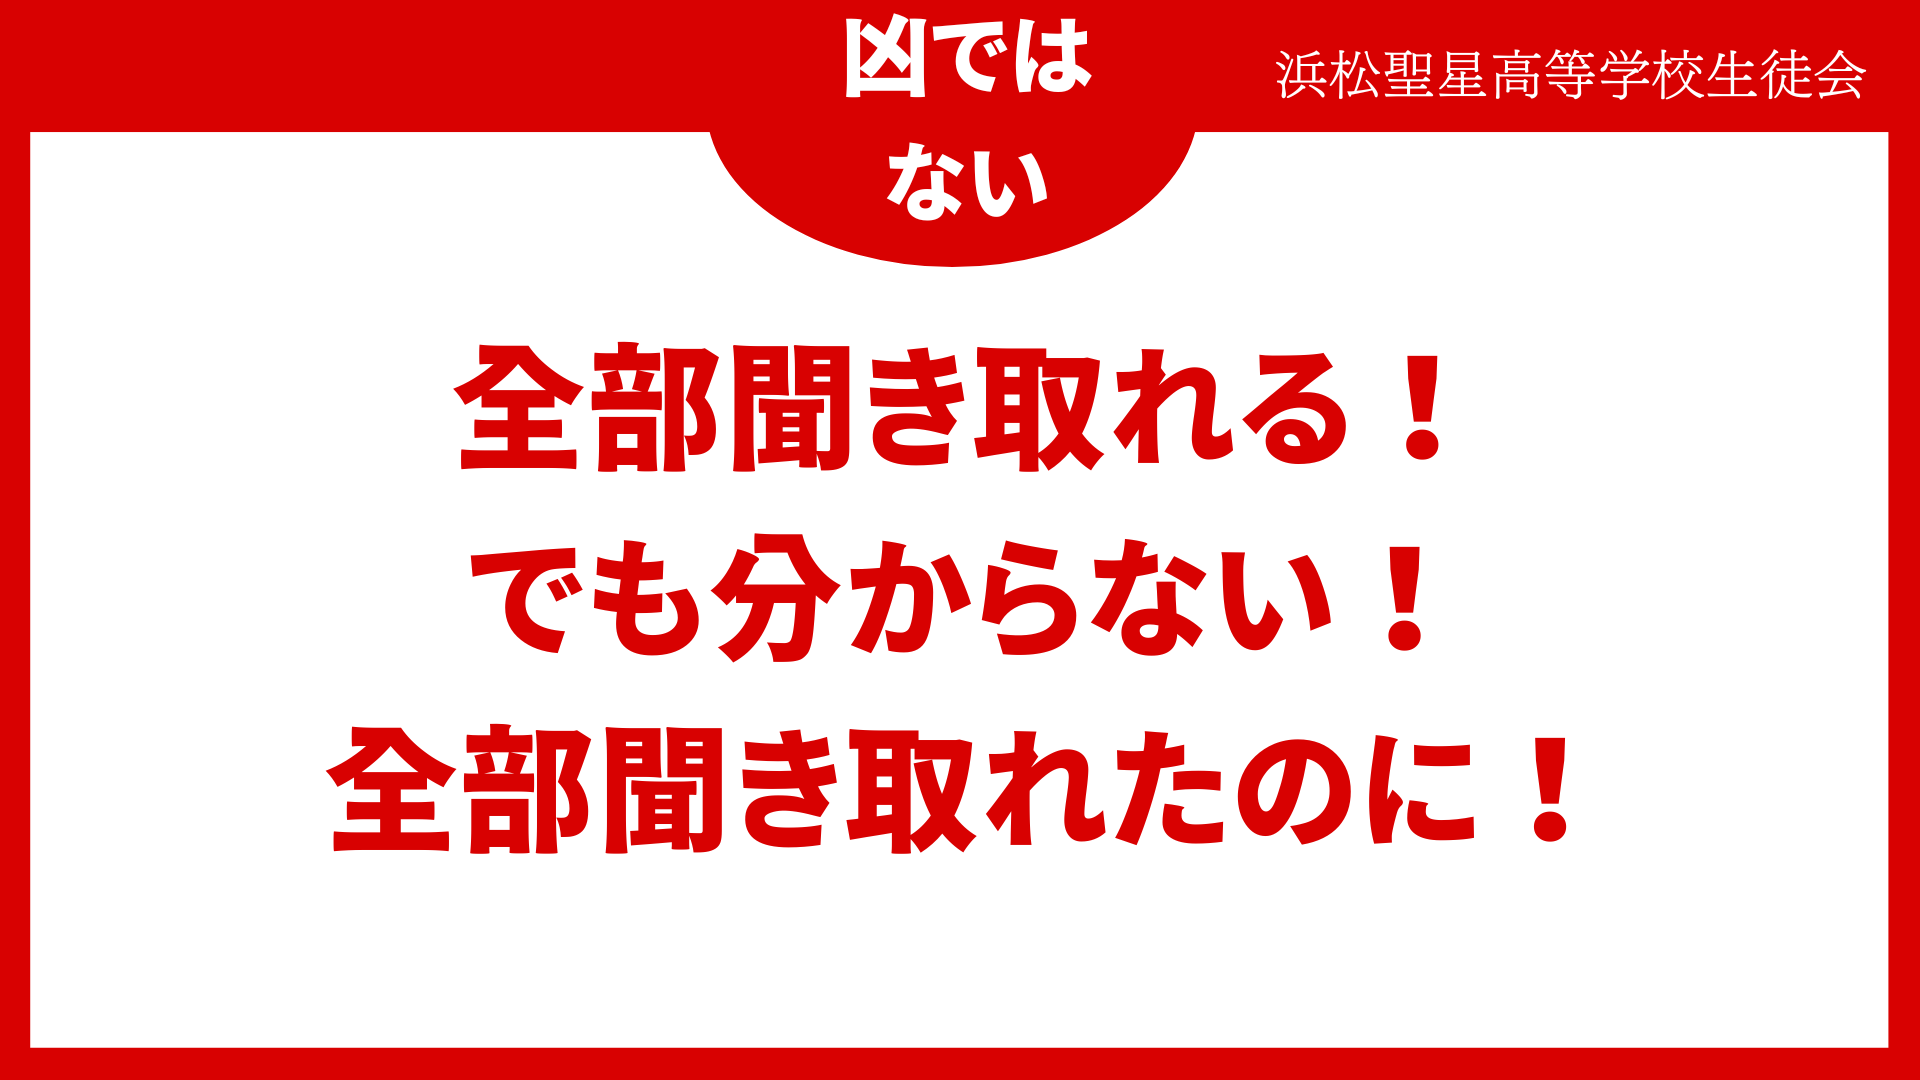 凶では
ない
浜松聖星高等学校生徒会
全部聞き取れる！
でも分からない！
全部聞き取れたのに！